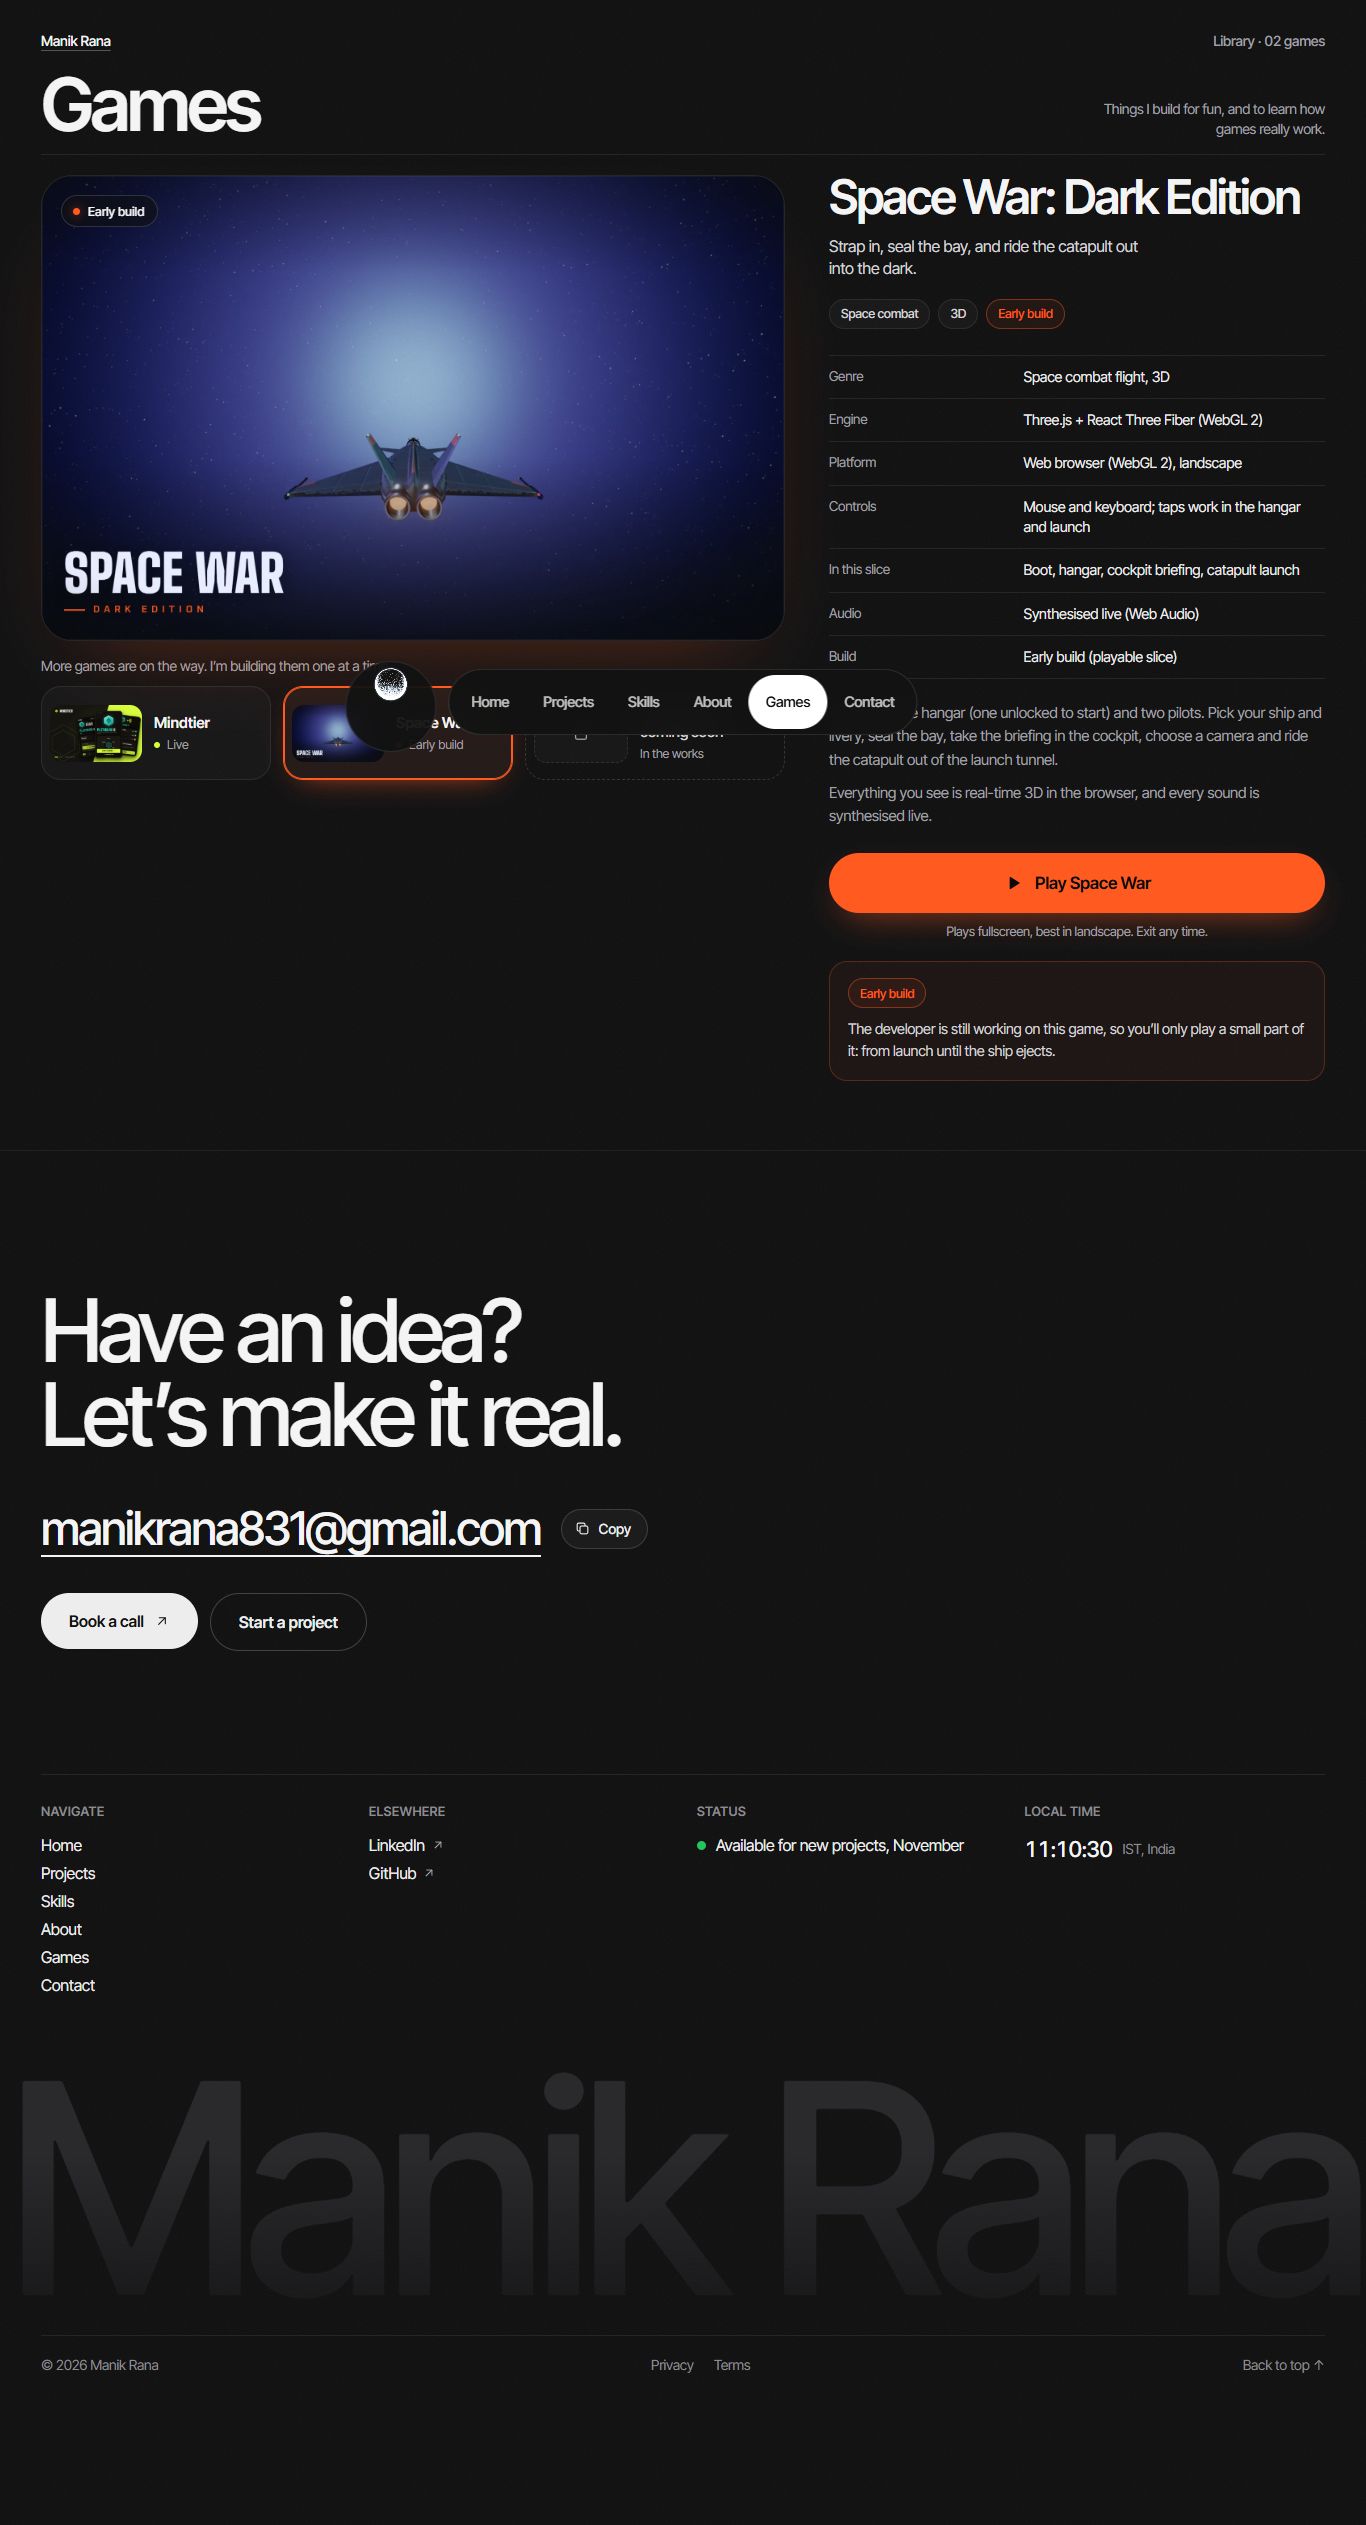 Manik Rana
Library · 02 games
Games
Things I build for fun, and to learn how
games really work.
Early build
SPACE WAR
DARK EDITION
More games are on the way. I'm building them one at a
Mindtier
Live
SPACE WAR
Space Wa
Early build
In the works
Space War: Dark Edition
Strap in, seal the bay, and ride the catapult out
into the dark.
Space combat
3D
Early build
Genre
Space combat flight, 3D
Engine
Three.js + React Three Fiber (WebGL 2)
Platform
Web browser (WebGL 2), landscape
Controls
Mouse and keyboard; taps work in the hangar
and launch
In this slice
Boot, hangar, cockpit briefing, catapult launch
Audio
Synthesised live (Web Audio)
Build
Early build (playable slice)
Home
Projects
Skills
About
Games
Contact
hangar (one unlocked to start) and two pilots. Pick your ship and
livery, seal the bay, take the briefing in the cockpit, choose a camera and ride
the catapult out of the launch tunnel.
Everything you see is real-time 3D in the browser, and every sound is
synthesised live.
Play Space War
Plays fullscreen, best in landscape. Exit any time.
Early build
The developer is still working on this game, so you'll only play a small part of
it: from launch until the ship ejects.
Have an idea?
Let's make it real.
manikrana831@gmail.com
Copy
Book a call
Start a project
NAVIGATE
Home
Projects
Skills
About
Games
Contact
ELSEWHERE
LinkedIn
GitHub
STATUS
Available for new projects, November
LOCAL TIME
11:10:30 IST, India
Manik Rana
© 2026 Manik Rana
Privacy
Terms
Back to top ↑